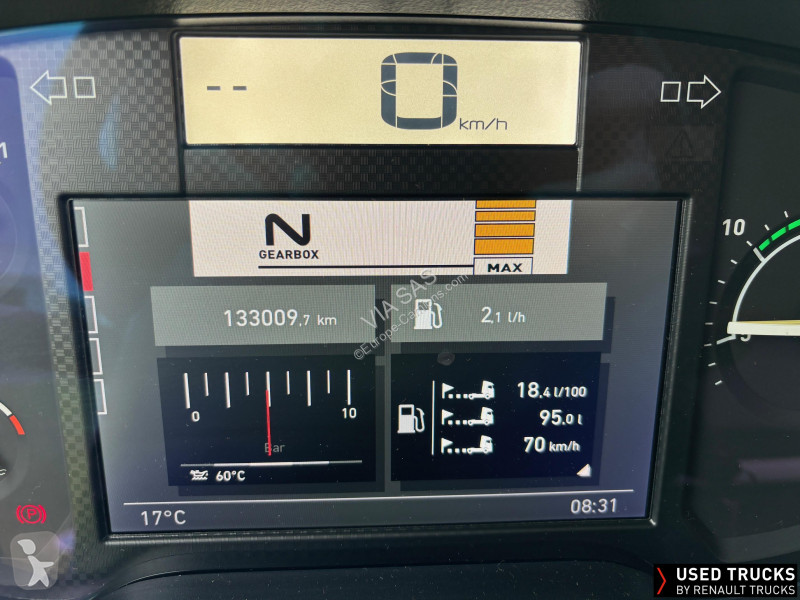 -- 0 km/h
N
GEARBOX
MAX
133009,7 km
2,1 l/h
0
10
Bar
60°C
18,4 l/100
95,0 l
70 km/h
17°C
08:31
10
VIA SAS
©Europe-Camions.com
USED TRUCKS
BY RENAULT TRUCKS